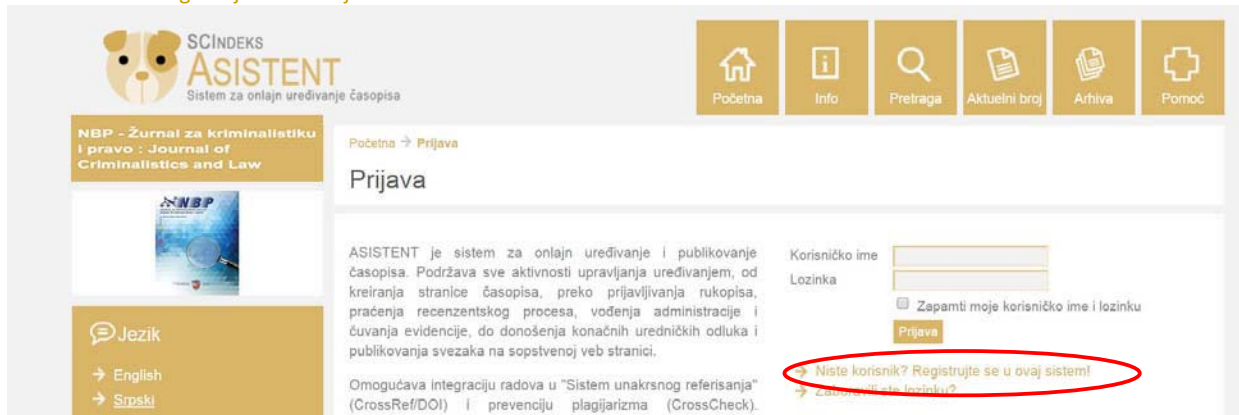 SCINDEKS
ASISTENT
Sistem za onlajn uređivanje časopisa
Početna
Info
Pretraga
Aktuelni broj
Arhiva
Pomoć
NBP - Žurnal za kriminalistiku
i pravo : Journal of
Criminalistics and Law
Početna → Prijava
Prijava
NBP
ASISTENT je sistem za onlajn uređivanje i publikovanje
časopisa. Podržava sve aktivnosti upravljanja uređivanjem, od
kreiranja stranice časopisa, preko prijavljivanja rukopisa,
praćenja recenzentskog procesa, vođenja administracije i
čuvanja evidencije, do donošenja konačnih uredničkih odluka i
publikovanja svezaka na sopstvenoj veb stranici.
Omogućava integraciju radova u "Sistem unakrsnog referisanja"
(CrossRef/DOI) i prevenciju plagijarizma (CrossCheck).
Korisničko ime
Lozinka
Zapamti moje korisničko ime i lozinku
Prijava
→ Niste korisnik? Registrujte se u ovaj sistem!
→ Zaboravili ste lozinku?
Jezik
→ English
→ Srpski